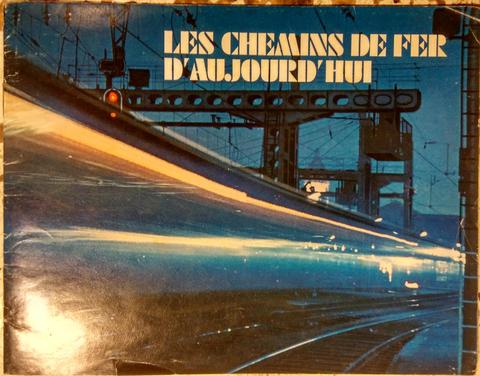 LES CHEMINS DE FER
D'AUJOURD'HUI